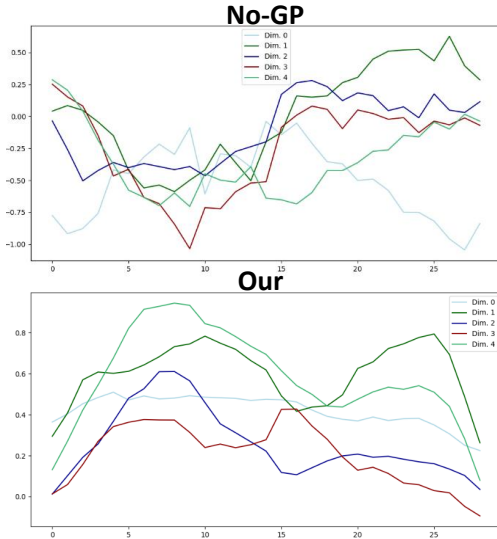 No-GP
0.50
0.25
0.00
−0.25
−0.50
−0.75
−1.00
Dim. 0
Dim. 1
Dim. 2
Dim. 3
Dim. 4
0 5 10 15 20 25
Our
0.8
0.6
0.4
0.2
0.0
Dim. 0
Dim. 1
Dim. 2
Dim. 3
Dim. 4
0 5 10 15 20 25